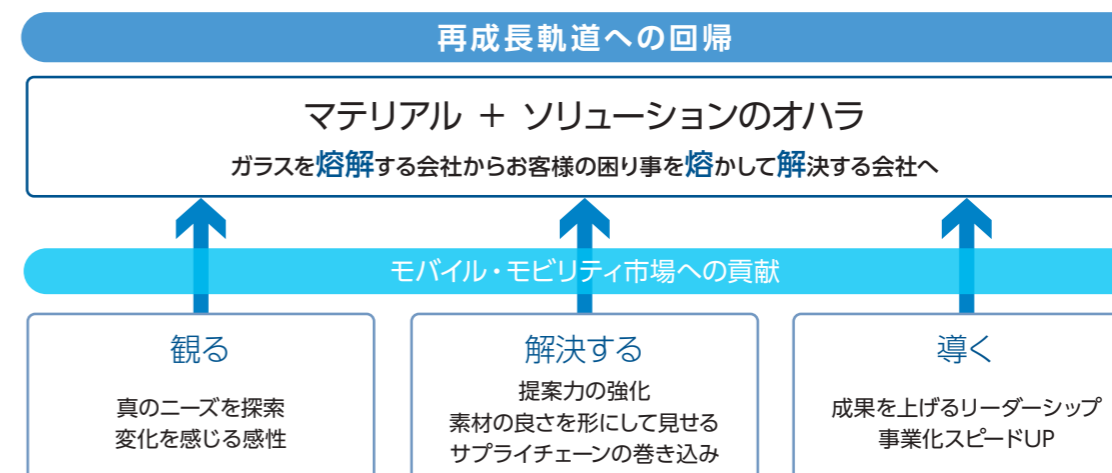 再成長軌道への回帰
マテリアル + ソリューションのオハラ
ガラスを熔解する会社からお客様の困り事を熔かして解決する会社へ
モバイル・モビリティ市場への貢献
観る
真のニーズを探索
変化を感じる感性
解決する
提案力の強化
素材の良さを形にして見せる
サプライチェーンの巻き込み
導く
成果を上げるリーダーシップ
事業化スピードUP